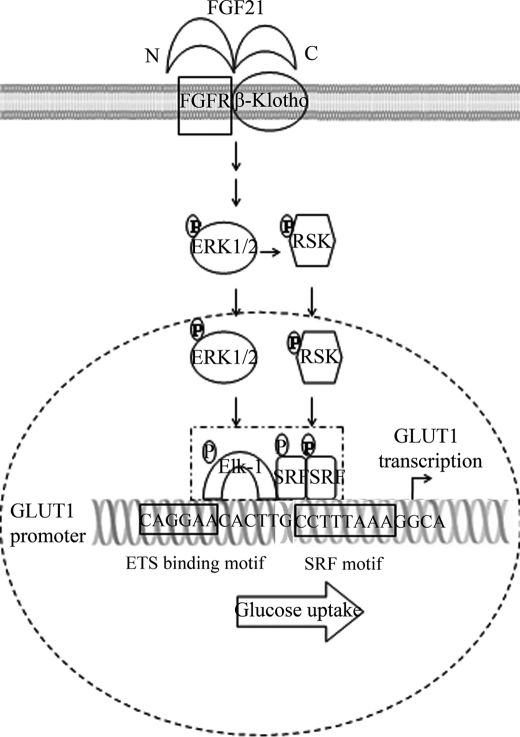 FGF21
N C
FGFR β-Klotho
P P
ERK1/2 RSK
P P
ERK1/2 RSK
P P P
Elk-1 SRF SRF
GLUT1
transcription
GLUT1
promoter
CAGGAACACTTGCCTTTAAAGGCA
ETS binding motif SRF motif
Glucose uptake